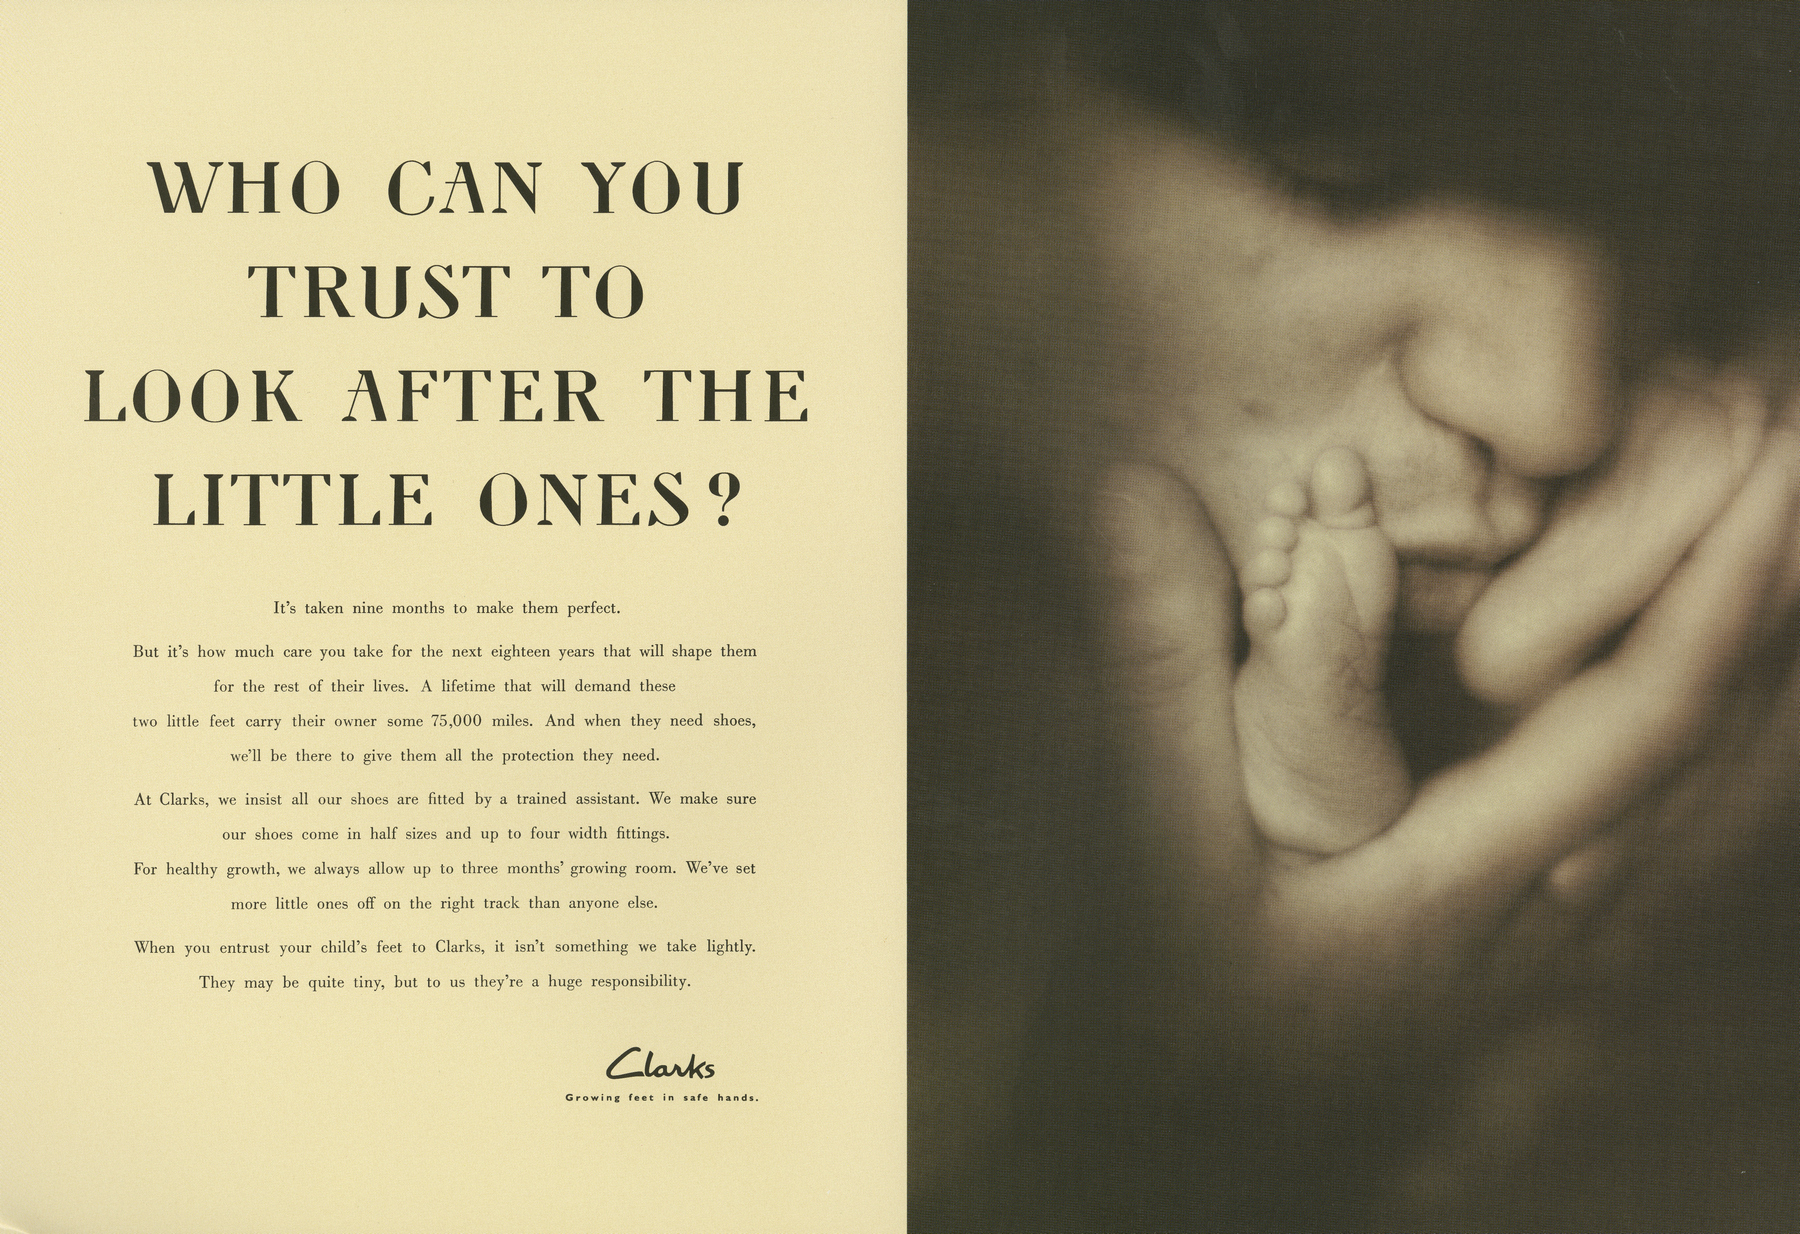 WHO CAN YOU
TRUST TO
LOOK AFTER THE
LITTLE ONES?
It's taken nine months to make them perfect.
But it's how much care you take for the next eighteen years that will shape them
for the rest of their lives. A lifetime that will demand these
two little feet carry their owner some 75,000 miles. And when they need shoes,
we'll be there to give them all the protection they need.
At Clarks, we insist all our shoes are fitted by a trained assistant. We make sure
our shoes come in half sizes and up to four width fittings.
For healthy growth, we always allow up to three months' growing room. We've set
more little ones off on the right track than anyone else.
When you entrust your child's feet to Clarks, it isn't something we take lightly.
They may be quite tiny, but to us they're a huge responsibility.
Clarks
Growing feet in safe hands.